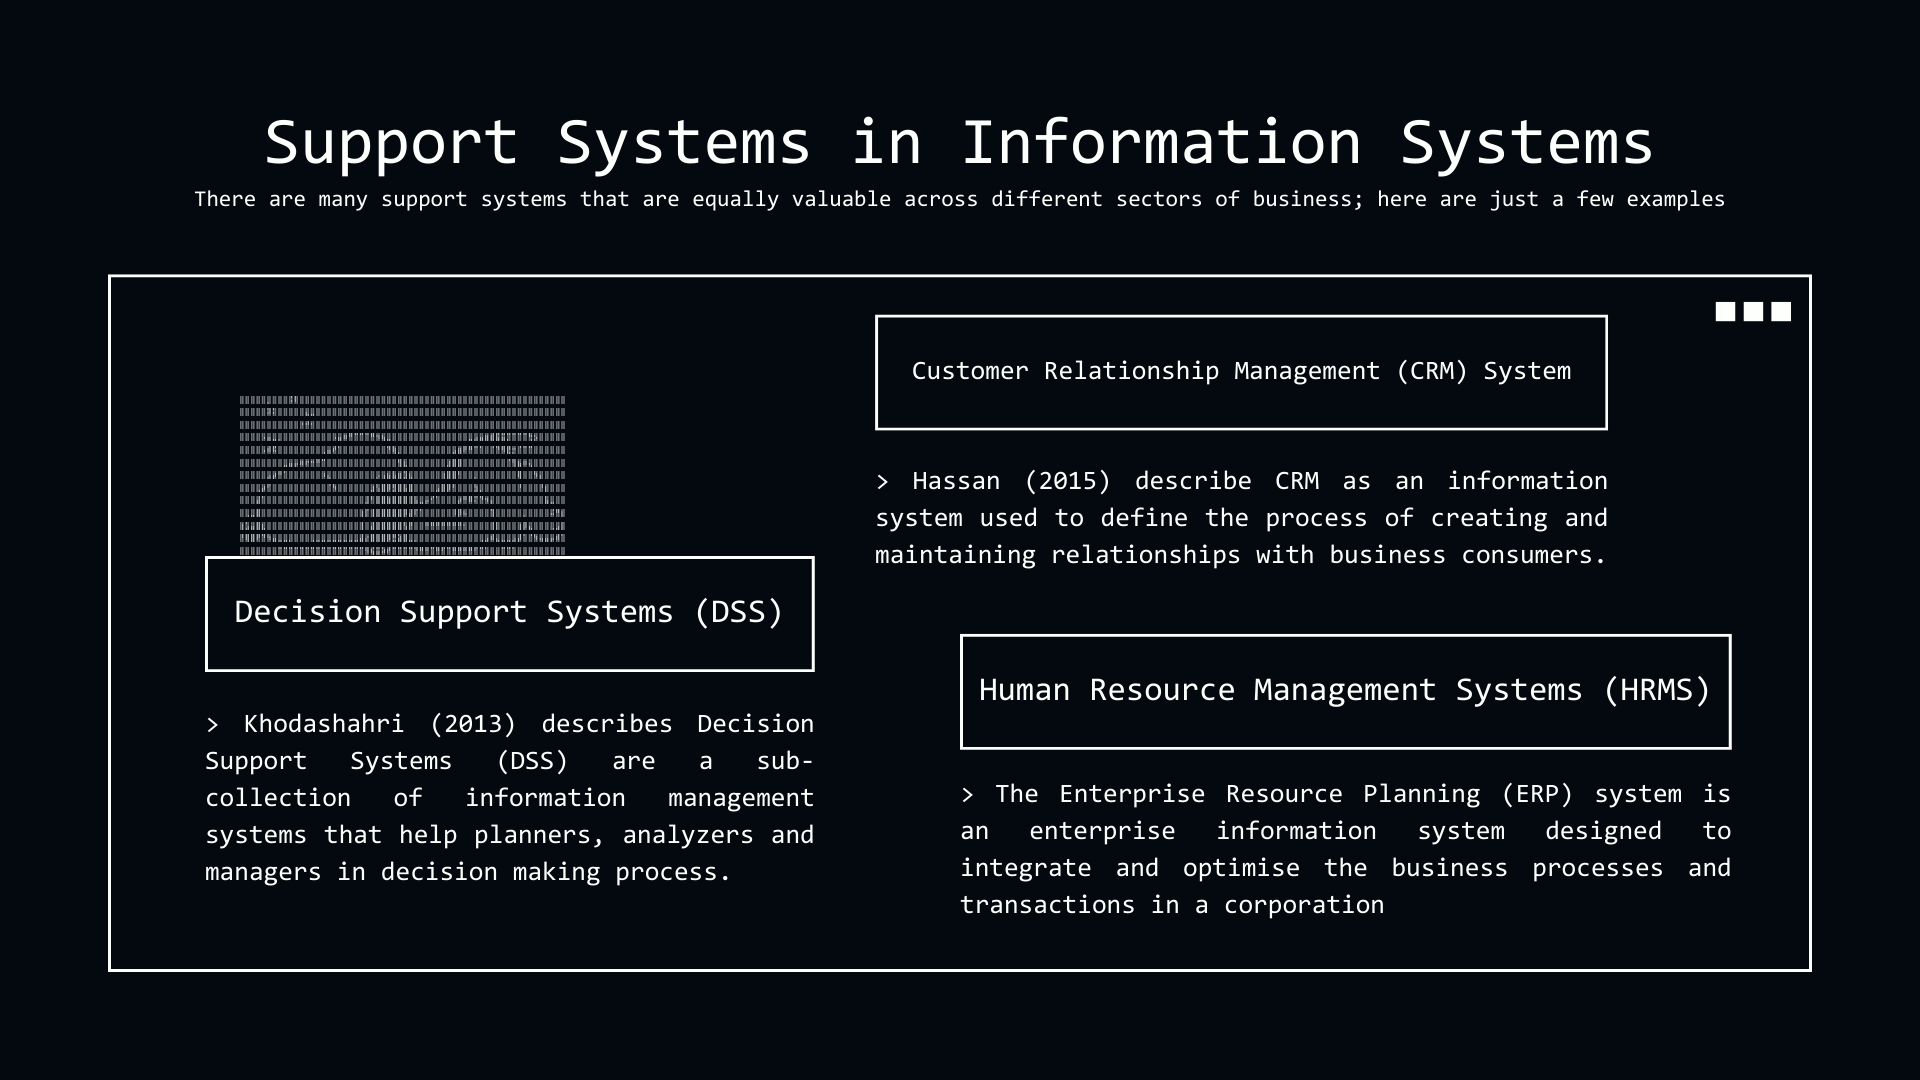 Support Systems in Information Systems
There are many support systems that are equally valuable across different sectors of business; here are just a few examples
Decision Support Systems (DSS)
> Khodashahri (2013) describes Decision
Support Systems (DSS) are a sub-
collection of information management
systems that help planners, analyzers and
managers in decision making process.
Customer Relationship Management (CRM) System
> Hassan (2015) describe CRM as an information
system used to define the process of creating and
maintaining relationships with business consumers.
Human Resource Management Systems (HRMS)
> The Enterprise Resource Planning (ERP) system is
an enterprise information system designed to
integrate and optimise the business processes and
transactions in a corporation